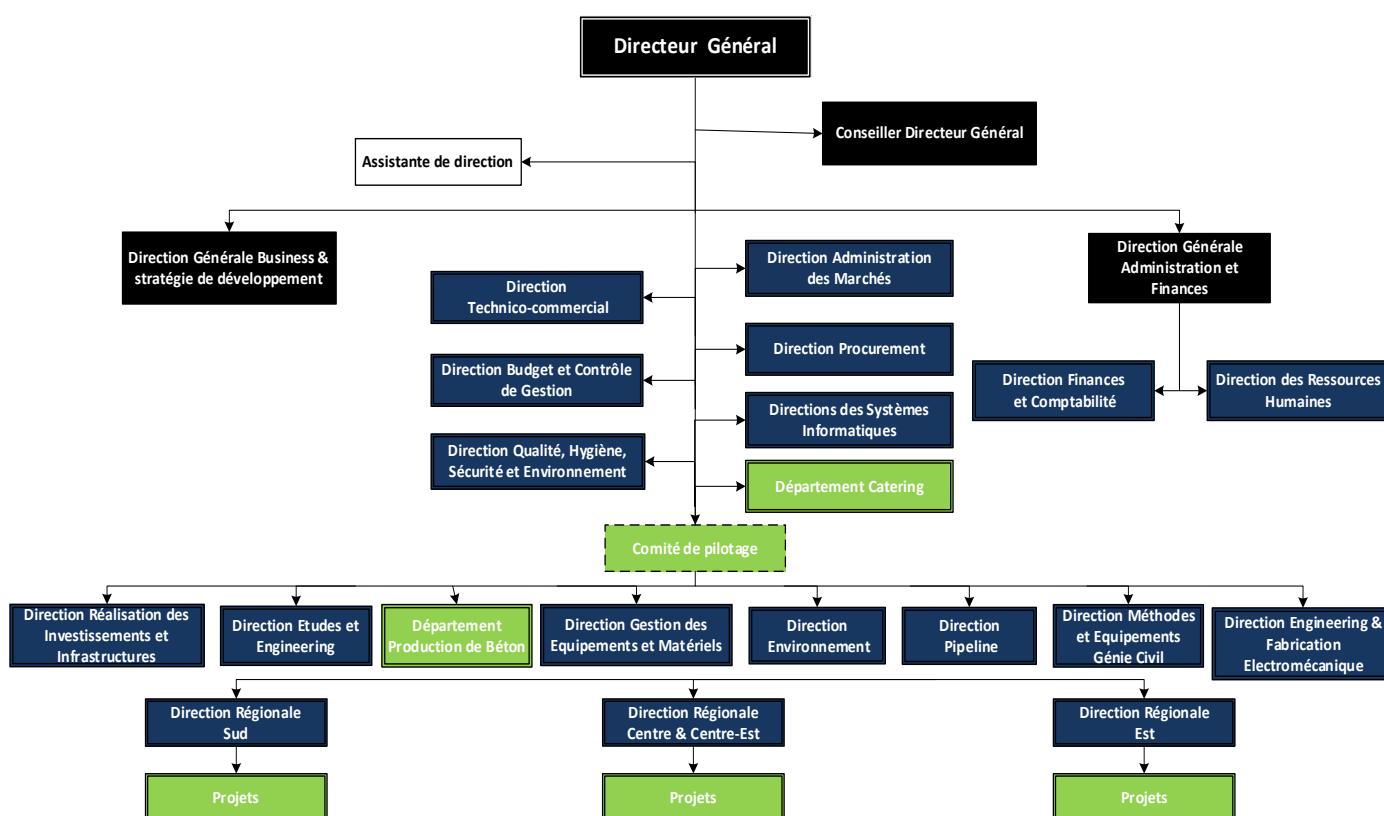 Directeur Général
Conseiller Directeur Général
Assistante de direction
Direction Générale Business &
stratégie de développement
Direction Générale
Administration et
Finances
Direction Administration
des Marchés
Direction
Technico-commercial
Direction Procurement
Direction Budget et Contrôle
de Gestion
Direction Finances
et Comptabilité
Direction des Ressources
Humaines
Directions des Systèmes
Informatiques
Direction Qualité, Hygiène,
Sécurité et Environnement
Département Catering
Comité de pilotage
Direction Réalisation des
Investissements et
Infrastructures
Direction Etudes et
Engineering
Département
Production de Béton
Direction Gestion des
Equipements et Matériels
Direction
Environnement
Direction
Pipeline
Direction Méthodes
et Equipements
Génie Civil
Direction Engineering &
Fabrication
Electromécanique
Direction Régionale
Sud
Direction Régionale
Centre & Centre-Est
Direction Régionale
Est
Projets
Projets
Projets